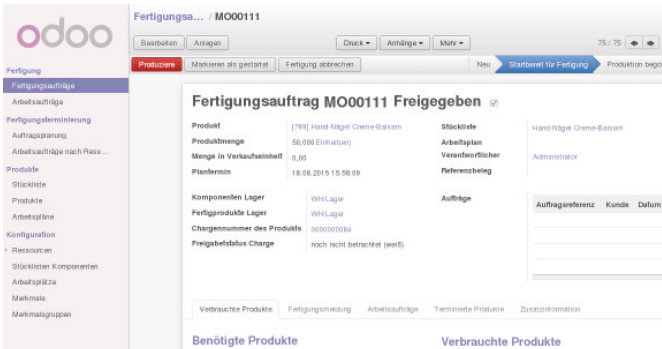 odoo
Fertigungsa... / MO00111
Bearbeiten Anlegen Druck Anhänge Mehr 75 / 75
Produziere Markieren als gestartet Fertigung abbrechen Neu Startbereit für Fertigung Produktion bego
Fertigung
Fertigungsaufträge
Arbeitsaufträge
Fertigungsterminierung
Auftragsplanung
Arbeitsaufträge nach Ress...
Produkte
Stückliste
Produkte
Arbeitspläne
Konfiguration
Ressourcen
Stücklisten Komponenten
Arbeitsplätze
Merkmale
Merkmalsgruppen
Fertigungsauftrag MO00111 Freigegeben
Produkt [789] Hand-Nägel Creme-Balsam Stückliste Hand-Nägel Creme-Balsam
Produktmenge 50,000 Einheit(en) Arbeitsplan
Menge in Verkaufseinheit 0,00 Verantwortlicher Administrator
Plantermin 18.08.2015 15:56:09 Referenzbeleg
Komponenten Lager WH/Lager Aufträge
Auftragsreferenz Kunde Datum
Fertigprodukte Lager WH/Lager
Chargennummer des Produkts 0000000084
Freigabestatus Charge noch nicht betrachtet (weiß)
Verbrauchte Produkte Fertigungsmeldung Arbeitsaufträge Terminierte Produkte Zusatzinformation
Benötigte Produkte Verbrauchte Produkte